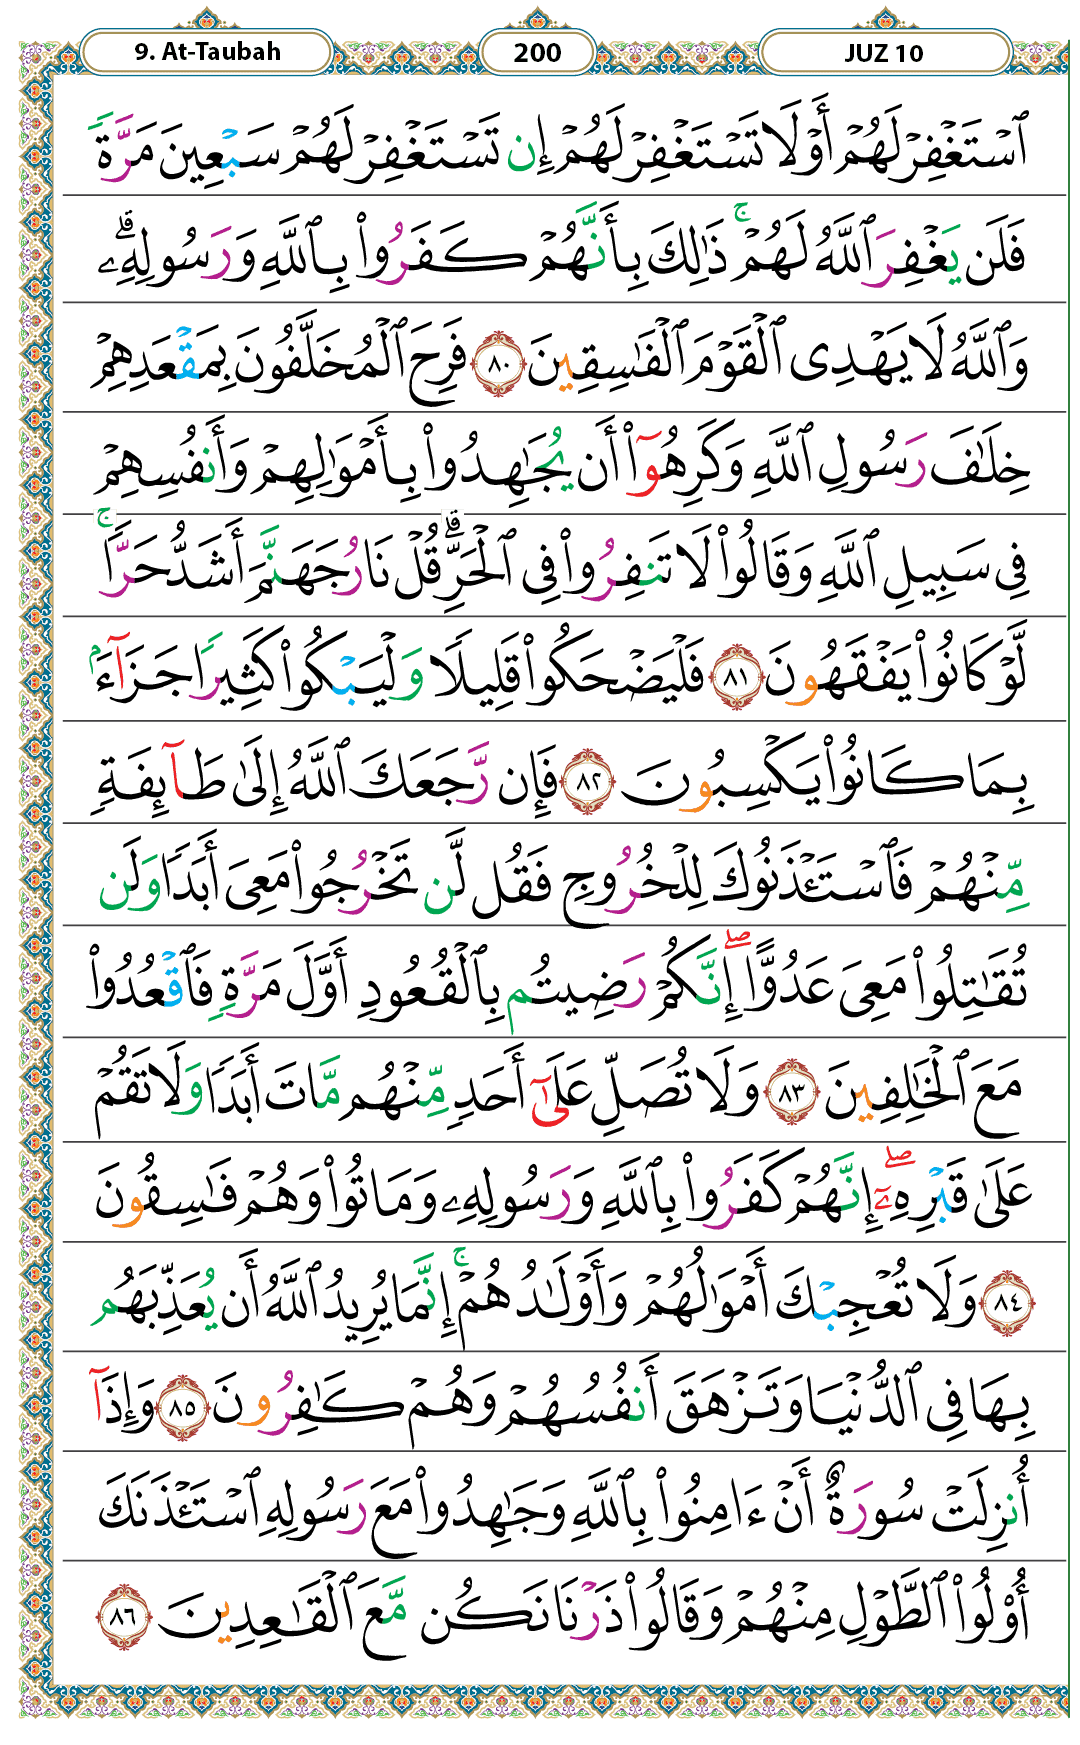 9. At-Taubah
200
JUZ 10
ٱسْتَغْفِرْ لَهُمْ أَوْ لَا تَسْتَغْفِرْ لَهُمْ إِن تَسْتَغْفِرْ لَهُمْ سَبْعِينَ مَرَّةً
فَلَن يَغْفِرَ ٱللَّهُ لَهُمْ ۚ ذَٰلِكَ بِأَنَّهُمْ كَفَرُوا۟ بِٱللَّهِ وَرَسُولِهِۦ ۗ
وَٱللَّهُ لَا يَهْدِى ٱلْقَوْمَ ٱلْفَـٰسِقِينَ ٨٠ فَرِحَ ٱلْمُخَلَّفُونَ بِمَقْعَدِهِمْ
خِلَـٰفَ رَسُولِ ٱللَّهِ وَكَرِهُوٓا۟ أَن يُجَـٰهِدُوا۟ بِأَمْوَٰلِهِمْ وَأَنفُسِهِمْ
فِى سَبِيلِ ٱللَّهِ وَقَالُوا۟ لَا تَنفِرُوا۟ فِى ٱلْحَرِّ ۗ قُلْ نَارُ جَهَنَّمَ أَشَدُّ حَرًّا ۚ
لَّوْ كَانُوا۟ يَفْقَهُونَ ٨١ فَلْيَضْحَكُوا۟ قَلِيلًا وَلْيَبْكُوا۟ كَثِيرًا جَزَآءًۢ
بِمَا كَانُوا۟ يَكْسِبُونَ ٨٢ فَإِن رَّجَعَكَ ٱللَّهُ إِلَىٰ طَآئِفَةٍ
مِّنْهُمْ فَٱسْتَـْٔذَنُوكَ لِلْخُرُوجِ فَقُل لَّن تَخْرُجُوا۟ مَعِىَ أَبَدًا وَلَن
تُقَـٰتِلُوا۟ مَعِىَ عَدُوًّا ۖ إِنَّكُمْ رَضِيتُم بِٱلْقُعُودِ أَوَّلَ مَرَّةٍ فَٱقْعُدُوا۟
مَعَ ٱلْخَـٰلِفِينَ ٨٣ وَلَا تُصَلِّ عَلَىٰٓ أَحَدٍ مِّنْهُم مَّاتَ أَبَدًا وَلَا تَقُمْ
عَلَىٰ قَبْرِهِۦٓ ۖ إِنَّهُمْ كَفَرُوا۟ بِٱللَّهِ وَرَسُولِهِۦ وَمَاتُوا۟ وَهُمْ فَـٰسِقُونَ
٨٤ وَلَا تُعْجِبْكَ أَمْوَٰلُهُمْ وَأَوْلَـٰدُهُمْ ۚ إِنَّمَا يُرِيدُ ٱللَّهُ أَن يُعَذِّبَهُم
بِهَا فِى ٱلدُّنْيَا وَتَزْهَقَ أَنفُسُهُمْ وَهُمْ كَـٰفِرُونَ ٨٥ وَإِذَآ
أُنزِلَتْ سُورَةٌ أَنْ ءَامِنُوا۟ بِٱللَّهِ وَجَـٰهِدُوا۟ مَعَ رَسُولِهِ ٱسْتَـْٔذَنَكَ
أُو۟لُوا۟ ٱلطَّوْلِ مِنْهُمْ وَقَالُوا۟ ذَرْنَا نَكُن مَّعَ ٱلْقَـٰعِدِينَ ٨٦